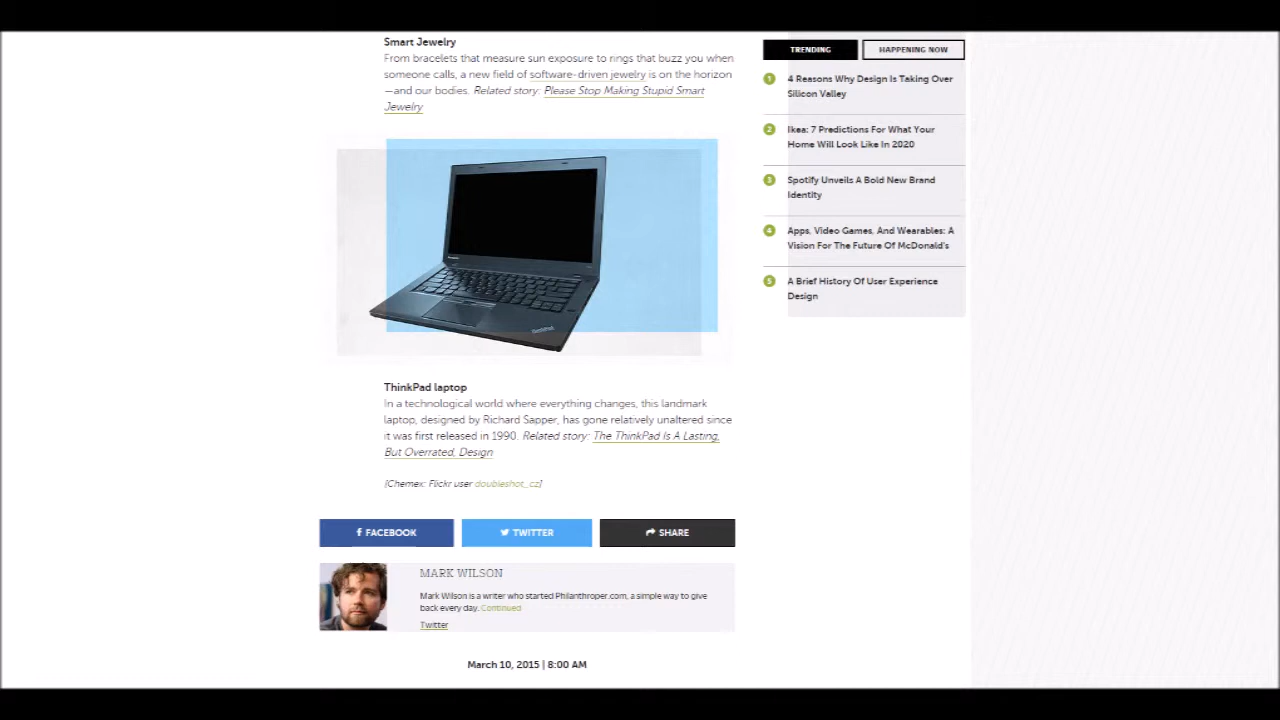 Smart Jewelry
From bracelets that measure sun exposure to rings that buzz you when
someone calls, a new field of software-driven jewelry is on the horizon
—and our bodies. Related story: Please Stop Making Stupid Smart
Jewelry
ThinkPad
ThinkPad laptop
In a technological world where everything changes, this landmark
laptop, designed by Richard Sapper, has gone relatively unaltered since
it was first released in 1990. Related story: The ThinkPad Is A Lasting,
But Overrated, Design
[Chemex: Flickr user doubleshot_cz]
FACEBOOK TWITTER SHARE
MARK WILSON
Mark Wilson is a writer who started Philanthroper.com, a simple way to give
back every day. Continued
Twitter
March 10, 2015 | 8:00 AM
TRENDING HAPPENING NOW
1 4 Reasons Why Design Is Taking Over
Silicon Valley
2 Ikea: 7 Predictions For What Your
Home Will Look Like In 2020
3 Spotify Unveils A Bold New Brand
Identity
4 Apps, Video Games, And Wearables: A
Vision For The Future Of McDonald's
5 A Brief History Of User Experience
Design